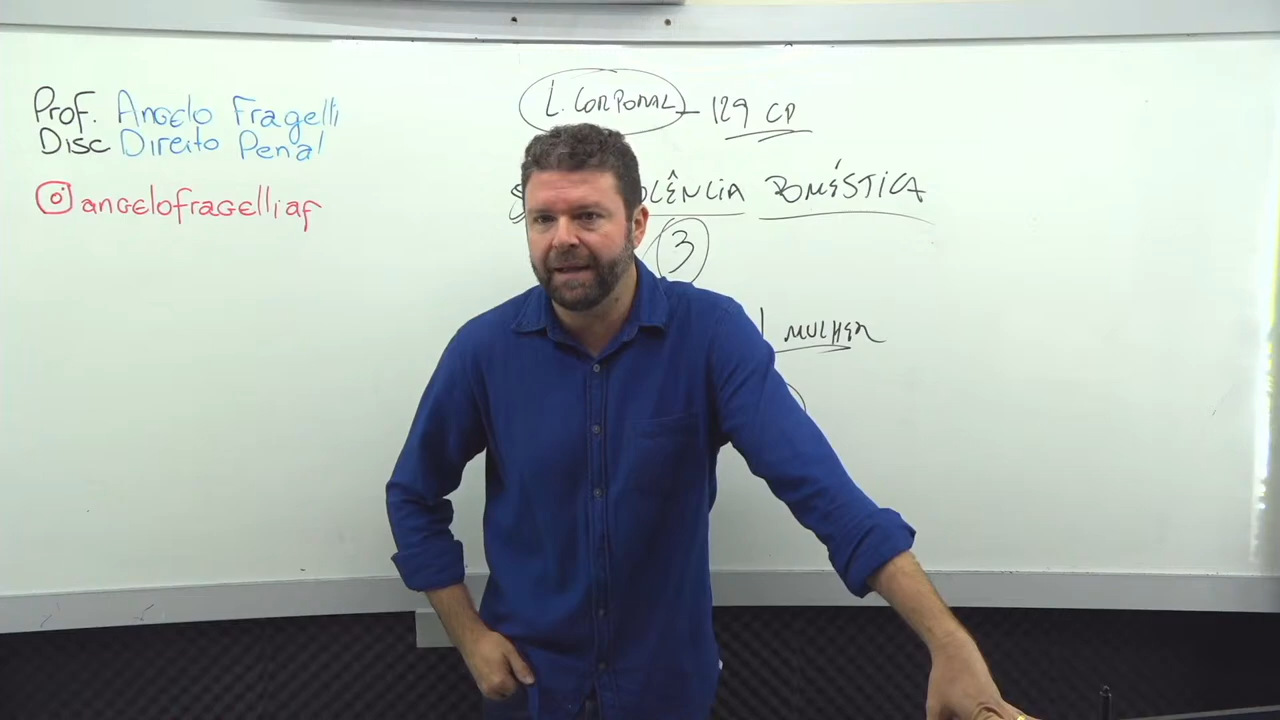 Prof. Angelo Fragelli
Disc Direito Penal
angelofragelliaf
L. CORPORAL - 129 CP
DOMÉSTICA
3
MULHER